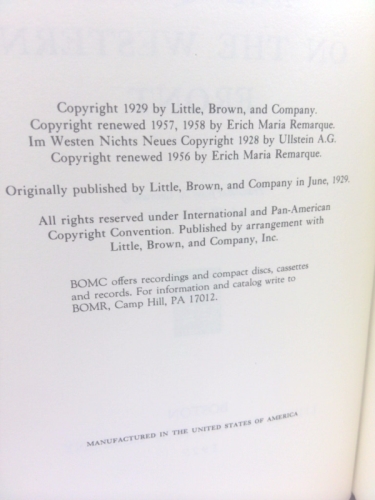 Copyright 1929 by Little, Brown, and Company.
Copyright renewed 1957, 1958 by Erich Maria Remarque.
Im Westen Nichts Neues Copyright 1928 by Ullstein A.G.
Copyright renewed 1956 by Erich Maria Remarque.
Originally published by Little, Brown, and Company in June, 1929.
All rights reserved under International and Pan-American
Copyright Convention. Published by arrangement with
Little, Brown, and Company, Inc.
BOMC offers recordings and compact discs, cassettes
and records. For information and catalog write to
BOMR, Camp Hill, PA 17012.
MANUFACTURED IN THE UNITED STATES OF AMERICA